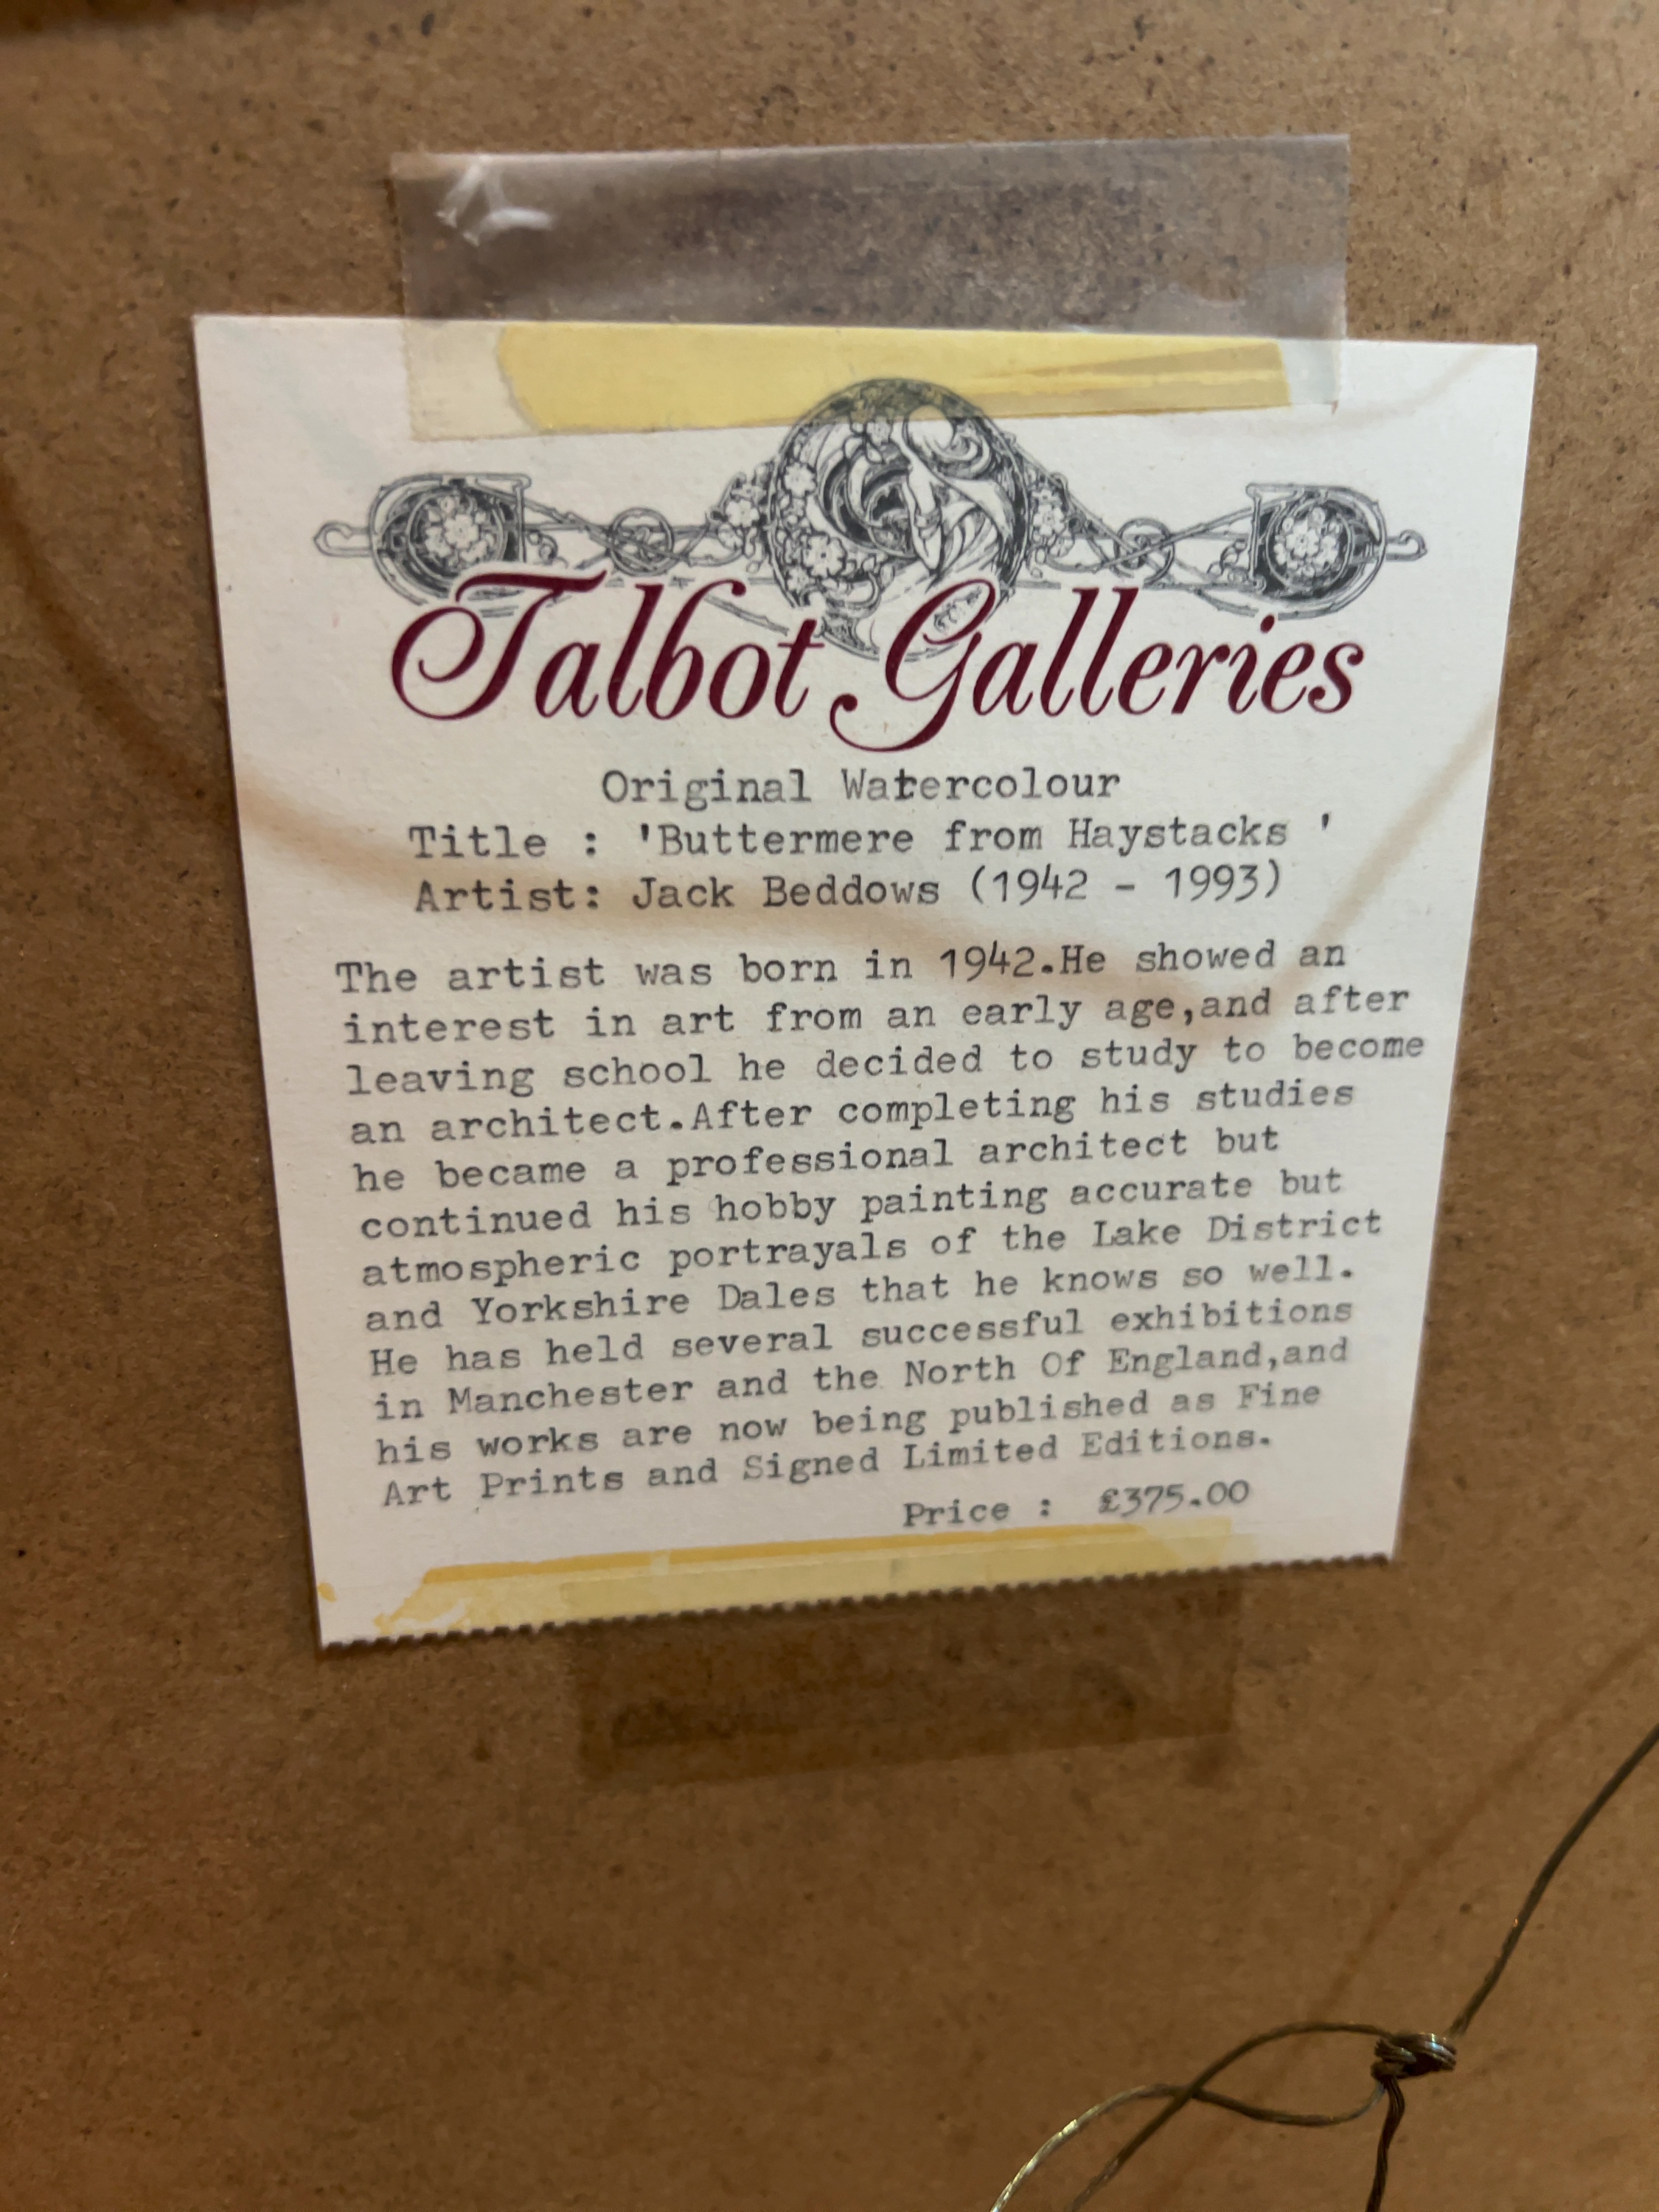 Talbot Galleries
Original Watercolour
Title : 'Buttermere from Haystacks '
Artist: Jack Beddows (1942 - 1993)
The artist was born in 1942.He showed an
interest in art from an early age,and after
leaving school he decided to study to become
an architect.After completing his studies
he became a professional architect but
continued his hobby painting accurate but
atmospheric portrayals of the Lake District
and Yorkshire Dales that he knows so well.
He has held several successful exhibitions
in Manchester and the North Of England,and
his works are now being published as Fine
Art Prints and Signed Limited Editions.
Price : £375.00